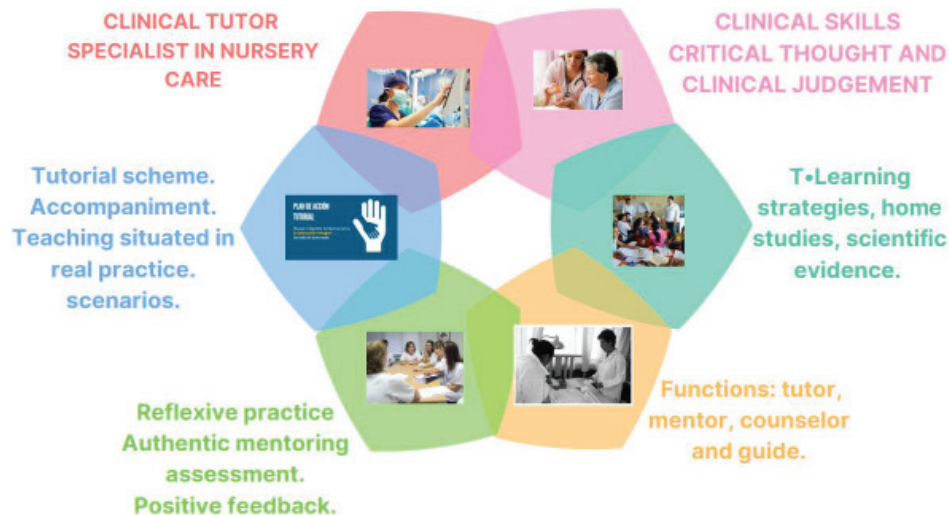 CLINICAL TUTOR
SPECIALIST IN NURSERY
CARE
CLINICAL SKILLS
CRITICAL THOUGHT AND
CLINICAL JUDGEMENT
Tutorial scheme.
Accompaniment.
Teaching situated in
real practice.
scenarios.
PLAN DE ACCIÓN
TUTORIAL
T•Learning
strategies, home
studies, scientific
evidence.
Reflexive practice
Authentic mentoring
assessment.
Positive feedback.
Functions: tutor,
mentor, counselor
and guide.